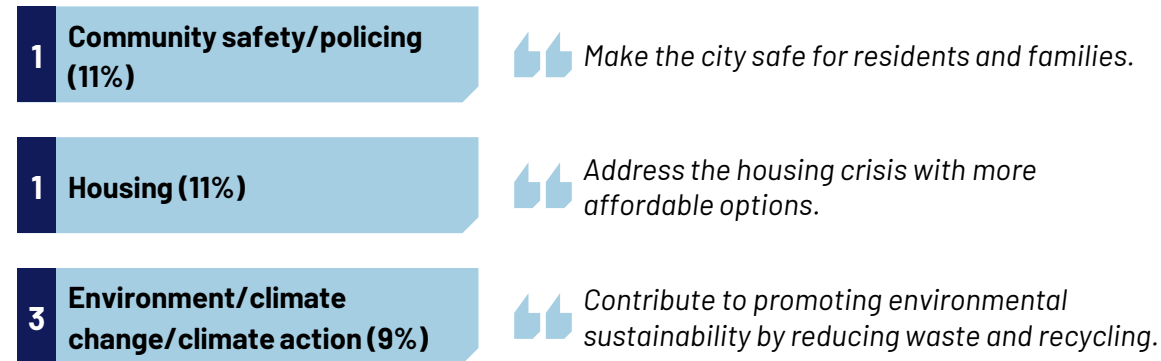 1
Community safety/policing
(11%)
Make the city safe for residents and families.
1
Housing (11%)
Address the housing crisis with more
affordable options.
3
Environment/climate
change/climate action (9%)
Contribute to promoting environmental
sustainability by reducing waste and recycling.